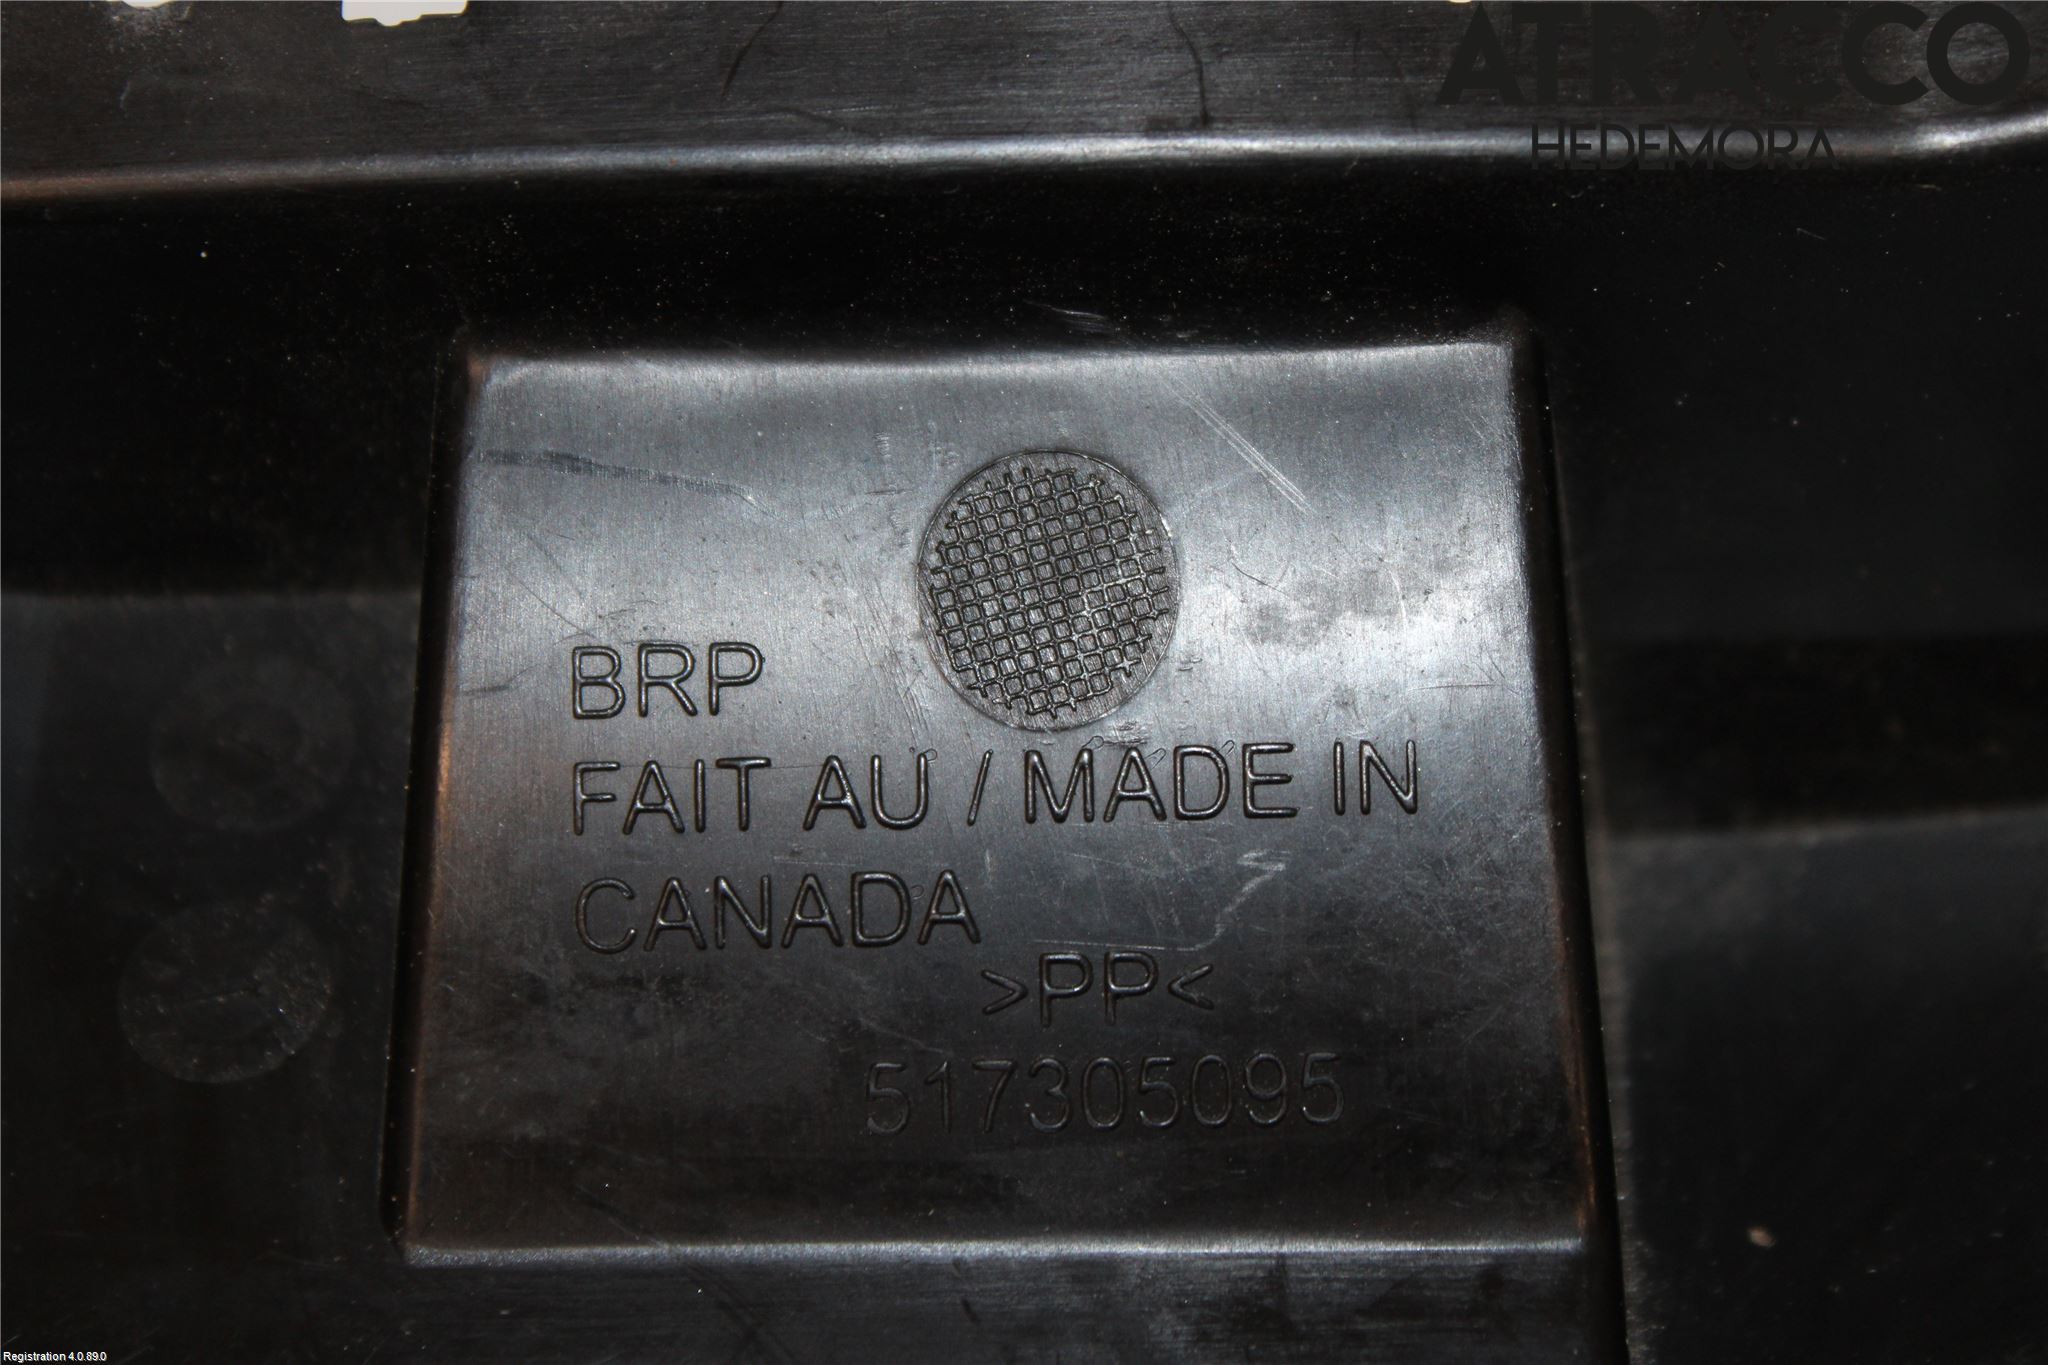 ATRACCO
HEDEMORA
BRP
FAIT AU / MADE IN
CANADA
>PP<
517305095
Registration 4.0.89.0